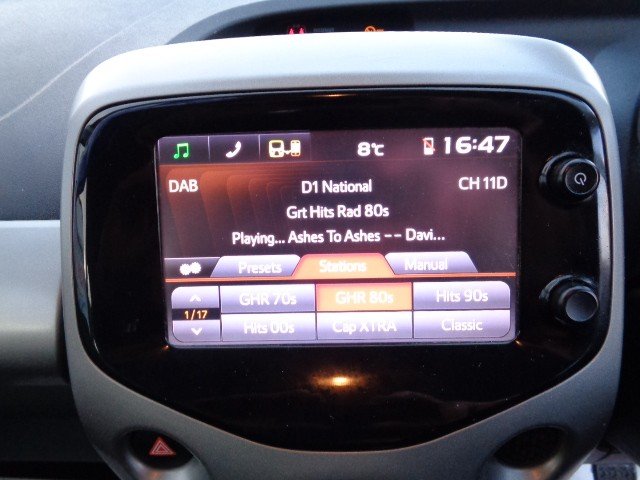 8℃ 16:47
DAB D1 National CH 11D
Grt Hits Rad 80s
Playing... Ashes To Ashes -- Davi...
Presets Stations Manual
GHR 70s GHR 80s Hits 90s
1/17
Hits 00s Cap XTRA Classic